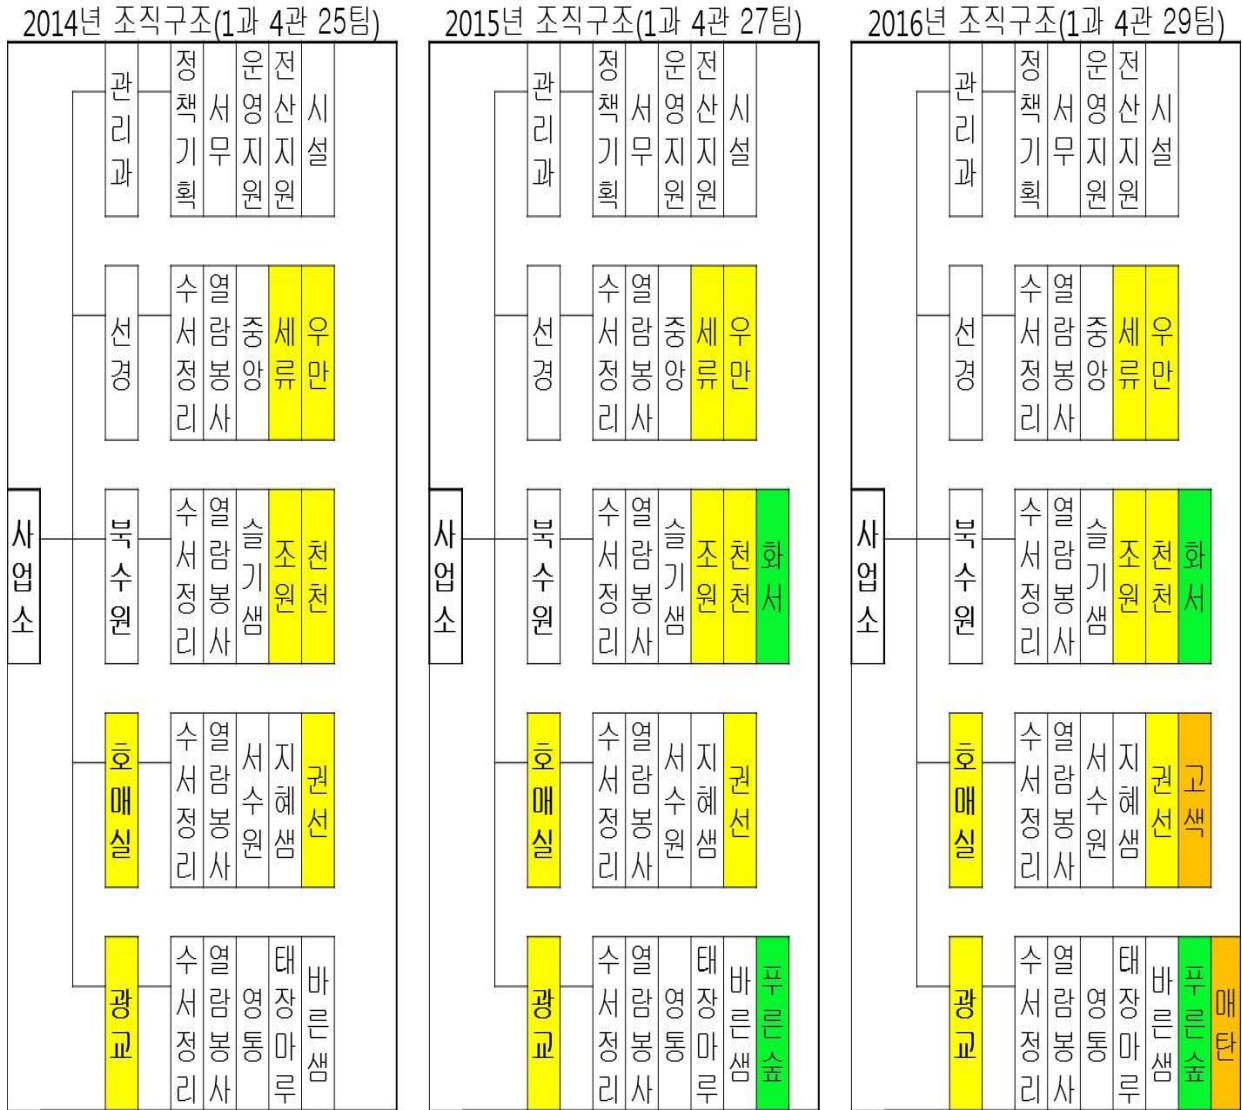 2014년 조직구조(1과 4관 25팀)
사업소
관리과
정책기획
서무
운영지원
전산지원
시설
선경
수서정리
열람봉사
중앙
세류
우만
북수원
수서정리
열람봉사
슬기샘
조원
천천
호매실
수서정리
열람봉사
서수원
지혜샘
권선
광교
수서정리
열람봉사
영통
태장마루
바른샘
2015년 조직구조(1과 4관 27팀)
사업소
관리과
정책기획
서무
운영지원
전산지원
시설
선경
수서정리
열람봉사
중앙
세류
우만
북수원
수서정리
열람봉사
슬기샘
조원
천천
화서
호매실
수서정리
열람봉사
서수원
지혜샘
권선
광교
수서정리
열람봉사
영통
태장마루
바른샘
푸른숲
2016년 조직구조(1과 4관 29팀)
사업소
관리과
정책기획
서무
운영지원
전산지원
시설
선경
수서정리
열람봉사
중앙
세류
우만
북수원
수서정리
열람봉사
슬기샘
조원
천천
화서
호매실
수서정리
열람봉사
서수원
지혜샘
권선
고색
광교
수서정리
열람봉사
영통
태장마루
바른샘
푸른숲
매탄